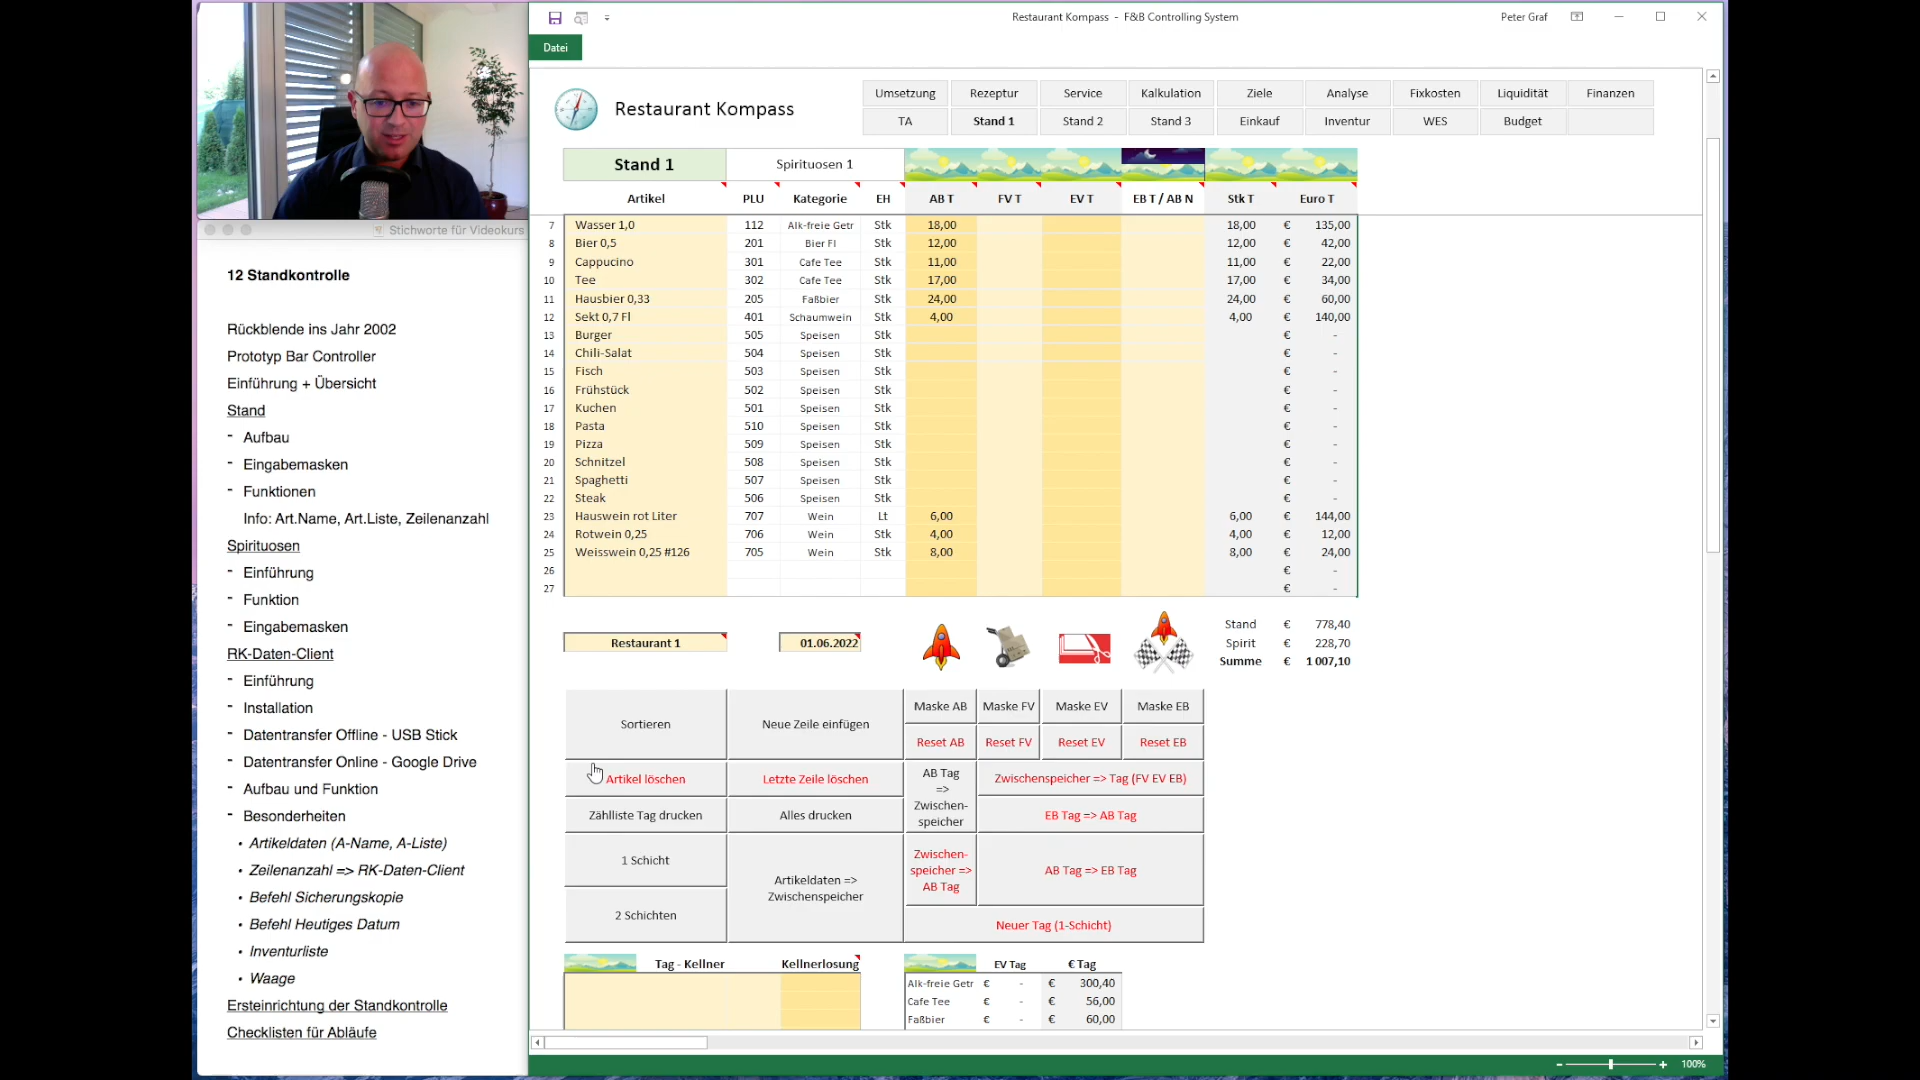 Restaurant Kompass - F&B Controlling System
Peter Graf
Datei
Restaurant Kompass
Umsetzung Rezeptur Service Kalkulation Ziele Analyse Fixkosten Liquidität Finanzen
TA Stand 1 Stand 2 Stand 3 Einkauf Inventur WES Budget
Stand 1 Spirituosen 1
Artikel PLU Kategorie EH AB T FV T EV T EB T / AB N Stk T Euro T
7 Wasser 1,0 112 Alk-freie Getr Stk 18,00 18,00 € 135,00
8 Bier 0,5 201 Bier Fl Stk 12,00 12,00 € 42,00
9 Cappucino 301 Cafe Tee Stk 11,00 11,00 € 22,00
10 Tee 302 Cafe Tee Stk 17,00 17,00 € 34,00
11 Hausbier 0,33 205 Faßbier Stk 24,00 24,00 € 60,00
12 Sekt 0,7 Fl 401 Schaumwein Stk 4,00 4,00 € 140,00
13 Burger 505 Speisen Stk € -
14 Chili-Salat 504 Speisen Stk € -
15 Fisch 503 Speisen Stk € -
16 Frühstück 502 Speisen Stk € -
17 Kuchen 501 Speisen Stk € -
18 Pasta 510 Speisen Stk € -
19 Pizza 509 Speisen Stk € -
20 Schnitzel 508 Speisen Stk € -
21 Spaghetti 507 Speisen Stk € -
22 Steak 506 Speisen Stk € -
23 Hauswein rot Liter 707 Wein Lt 6,00 6,00 € 144,00
24 Rotwein 0,25 706 Wein Stk 4,00 4,00 € 12,00
25 Weisswein 0,25 #126 705 Wein Stk 8,00 8,00 € 24,00
26 € -
27 € -
Restaurant 1 01.06.2022
Stand € 778,40
Spirit € 228,70
Summe € 1 007,10
Sortieren
Neue Zeile einfügen
Maske AB Maske FV Maske EV Maske EB
Reset AB Reset FV Reset EV Reset EB
Artikel löschen
Letzte Zeile löschen
AB Tag
=>
Zwischen-
speicher
Zwischenspeicher => Tag (FV EV EB)
Zählliste Tag drucken
Alles drucken
EB Tag => AB Tag
1 Schicht
2 Schichten
Artikeldaten =>
Zwischenspeicher
Zwischen-
speicher =>
AB Tag
AB Tag => EB Tag
Neuer Tag (1-Schicht)
Tag - Kellner Kellnerlosung
EV Tag € Tag
Alk-freie Getr € - € 300,40
Cafe Tee € - € 56,00
Faßbier € - € 60,00
100%
Stichworte für Videokurs
12 Standkontrolle
Rückblende ins Jahr 2002
Prototyp Bar Controller
Einführung + Übersicht
Stand
- Aufbau
- Eingabemasken
- Funktionen
Info: Art.Name, Art.Liste, Zeilenanzahl
Spirituosen
- Einführung
- Funktion
- Eingabemasken
RK-Daten-Client
- Einführung
- Installation
- Datentransfer Offline - USB Stick
- Datentransfer Online - Google Drive
- Aufbau und Funktion
- Besonderheiten
• Artikeldaten (A-Name, A-Liste)
• Zeilenanzahl => RK-Daten-Client
• Befehl Sicherungskopie
• Befehl Heutiges Datum
• Inventurliste
• Waage
Ersteinrichtung der Standkontrolle
Checklisten für Abläufe